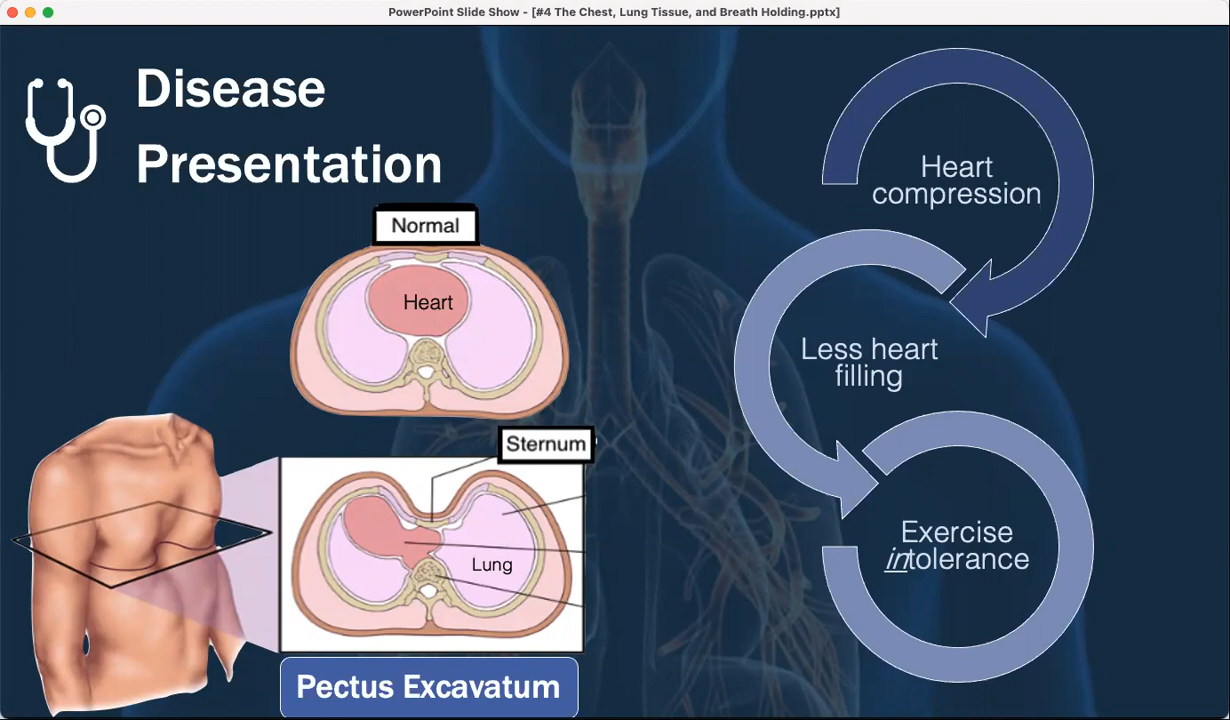 PowerPoint Slide Show - [#4 The Chest, Lung Tissue, and Breath Holding.pptx]
Disease
Presentation
Normal
Heart
Sternum
Lung
Pectus Excavatum
Heart
compression
Less heart
filling
Exercise
intolerance